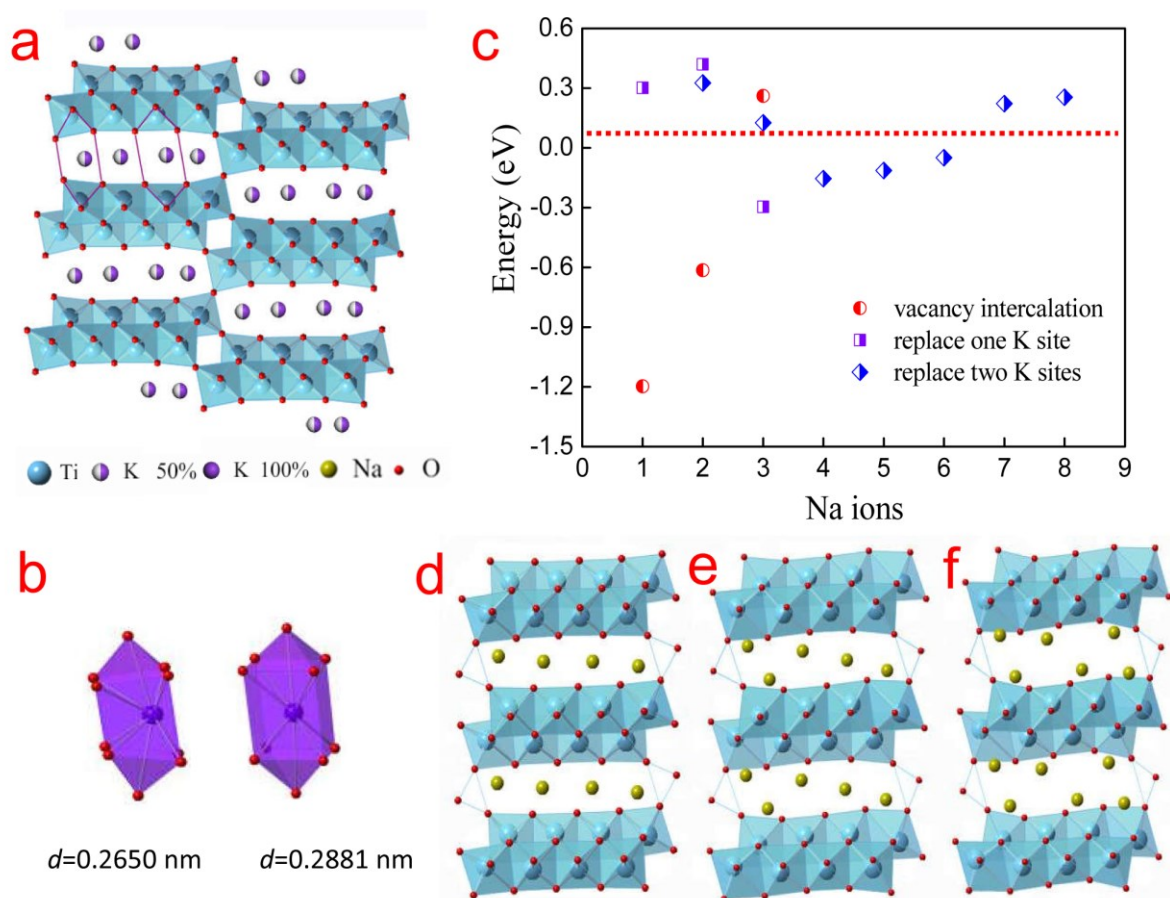 a
Ti K 50% K 100% Na O
b
d=0.2650 nm d=0.2881 nm
c
Energy (eV)
0.6
0.3
0.0
-0.3
-0.6
-0.9
-1.2
-1.5
vacancy intercalation
replace one K site
replace two K sites
0 1 2 3 4 5 6 7 8 9
Na ions
d e f